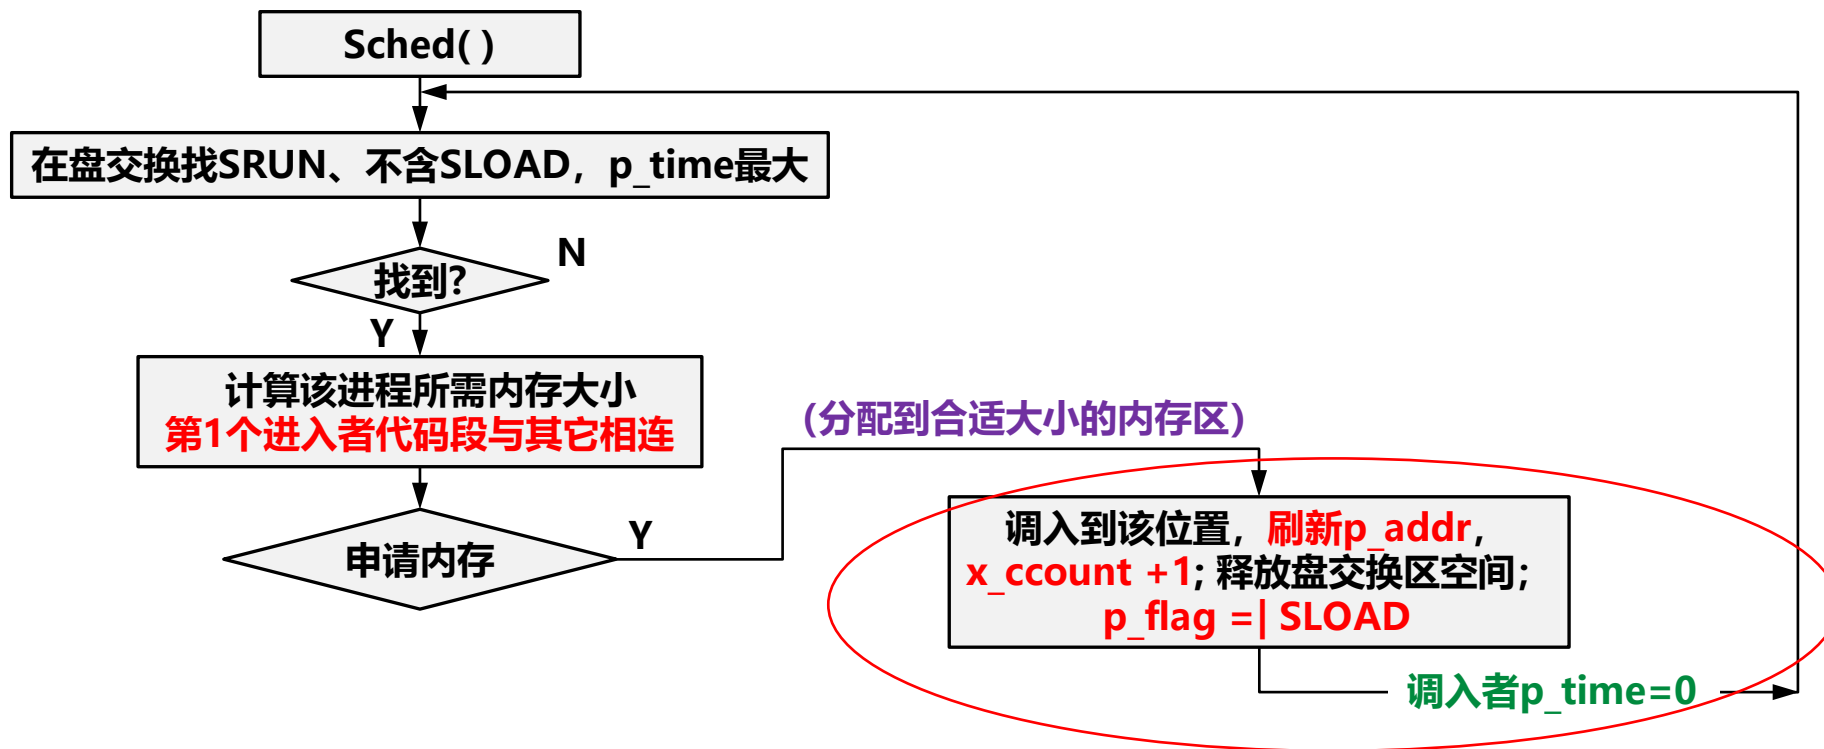 Sched( )
在盘交换找SRUN、不含SLOAD，p_time最大
找到?
N
Y
计算该进程所需内存大小
第1个进入者代码段与其它相连
(分配到合适大小的内存区)
申请内存
Y
调入到该位置，刷新p_addr，
x_ccount +1; 释放盘交换区空间；
p_flag =| SLOAD
调入者p_time=0